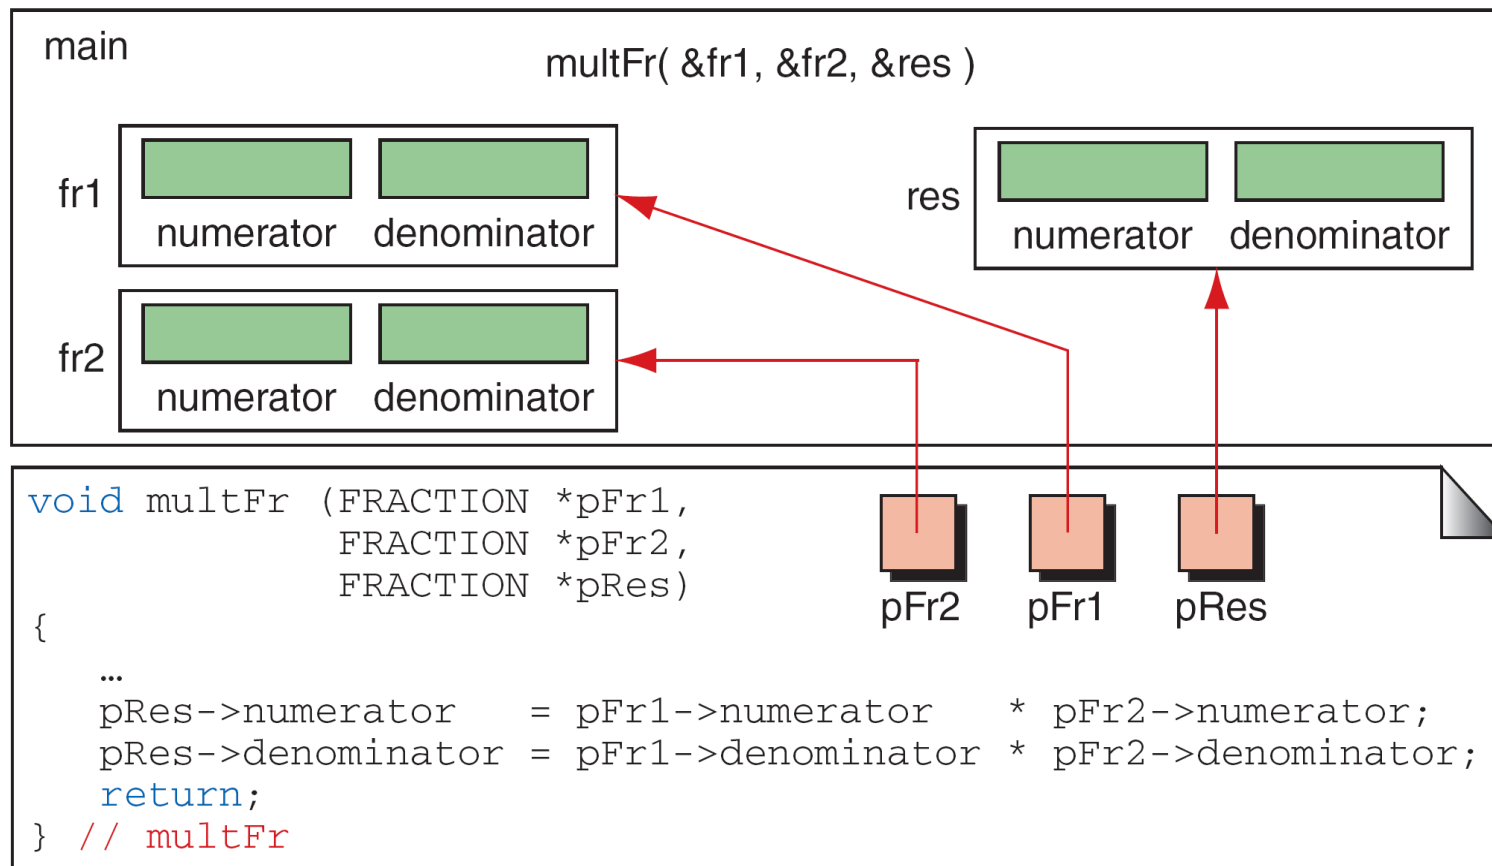 main
multFr( &fr1, &fr2, &res )
fr1
numerator denominator
res
numerator denominator
fr2
numerator denominator
void multFr (FRACTION *pFr1,
FRACTION *pFr2,
FRACTION *pRes)
pFr2 pFr1 pRes
{
…
pRes->numerator = pFr1->numerator * pFr2->numerator;
pRes->denominator = pFr1->denominator * pFr2->denominator;
return;
} // multFr